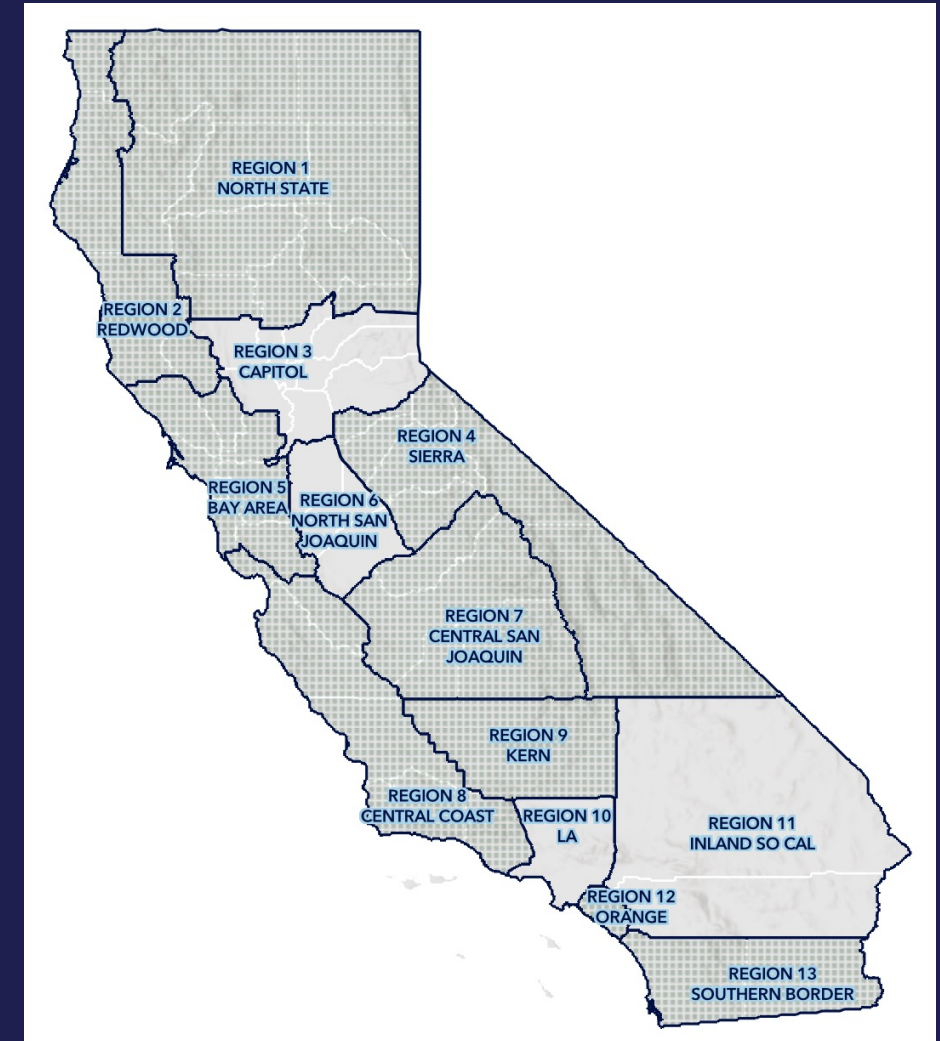 REGION 1
NORTH STATE
REGION 2
REDWOOD
REGION 3
CAPITOL
REGION 4
SIERRA
REGION 5
BAY AREA
REGION 6
NORTH SAN
JOAQUIN
REGION 7
CENTRAL SAN
JOAQUIN
REGION 9
KERN
REGION 8
CENTRAL COAST
REGION 10
LA
REGION 11
INLAND SO CAL
REGION 12
ORANGE
REGION 13
SOUTHERN BORDER